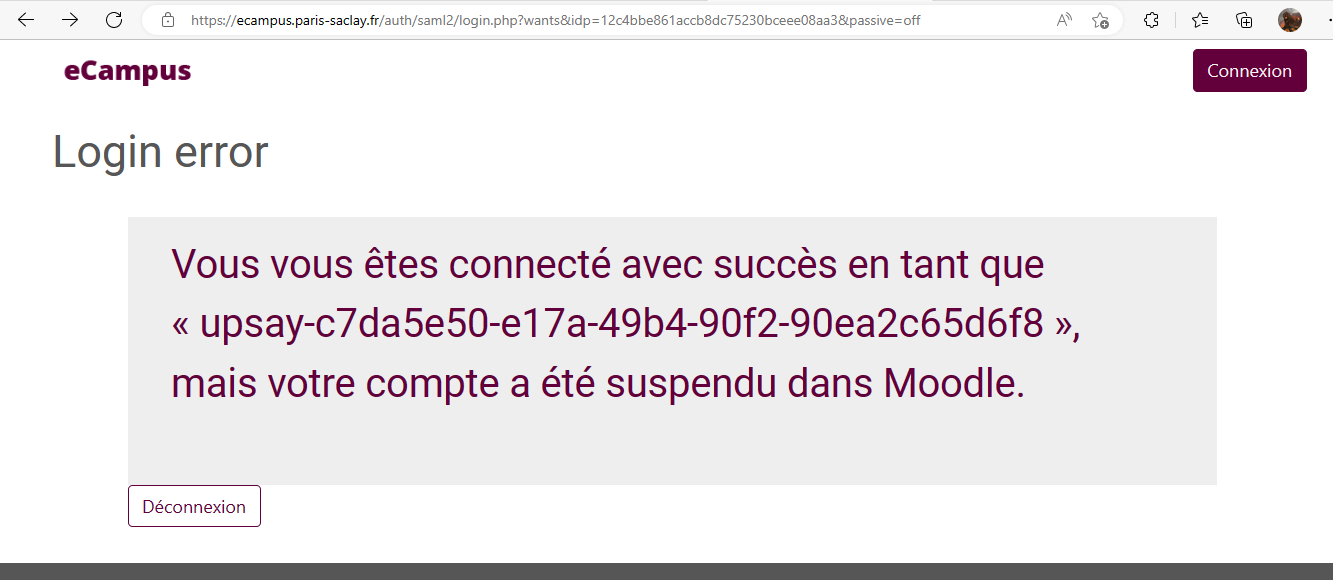 https://ecampus.paris-saclay.fr/auth/saml2/login.php?wants&idp=12c4bbe861accb8dc75230bceee08aa3&passive=off
eCampus
Connexion
Login error
Vous vous êtes connecté avec succès en tant que
« upsay-c7da5e50-e17a-49b4-90f2-90ea2c65d6f8 »,
mais votre compte a été suspendu dans Moodle.
Déconnexion